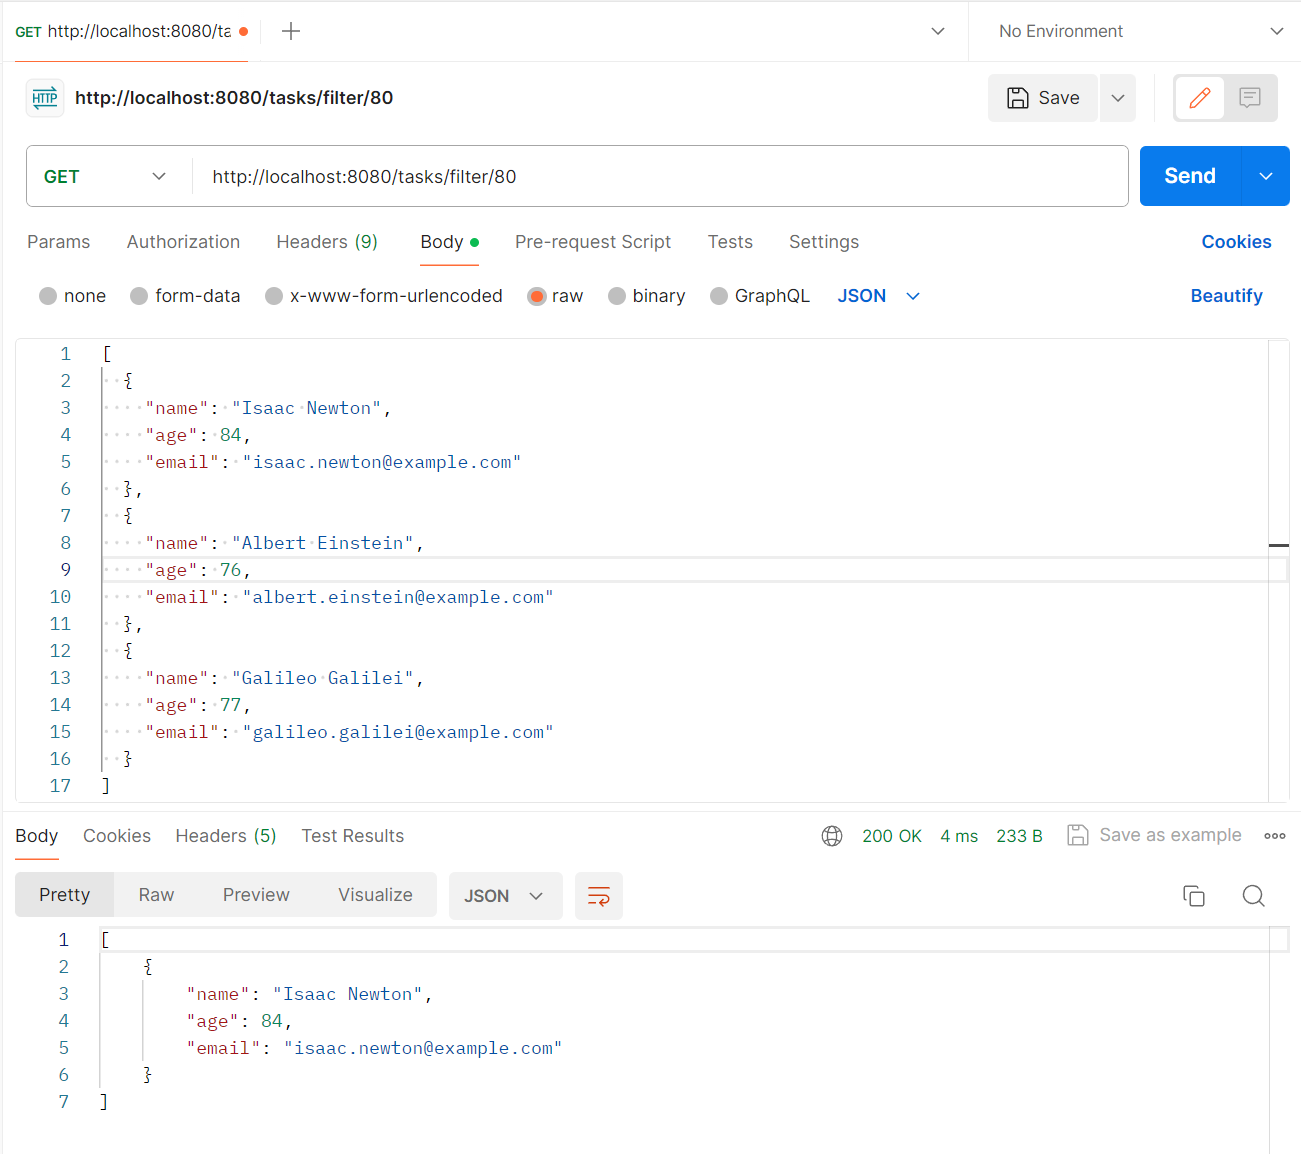 GET http://localhost:8080/ta
No Environment
HTTP http://localhost:8080/tasks/filter/80
Save
GET http://localhost:8080/tasks/filter/80
Send
Params Authorization Headers (9) Body Pre-request Script Tests Settings Cookies
none form-data x-www-form-urlencoded raw binary GraphQL JSON Beautify
1 [
2 {
3 "name": "Isaac Newton",
4 "age": 84,
5 "email": "isaac.newton@example.com"
6 },
7 {
8 "name": "Albert Einstein",
9 "age": 76,
10 "email": "albert.einstein@example.com"
11 },
12 {
13 "name": "Galileo Galilei",
14 "age": 77,
15 "email": "galileo.galilei@example.com"
16 }
17 ]
Body Cookies Headers (5) Test Results 200 OK 4 ms 233 B Save as example
Pretty Raw Preview Visualize JSON
1 [
2 {
3 "name": "Isaac Newton",
4 "age": 84,
5 "email": "isaac.newton@example.com"
6 }
7 ]